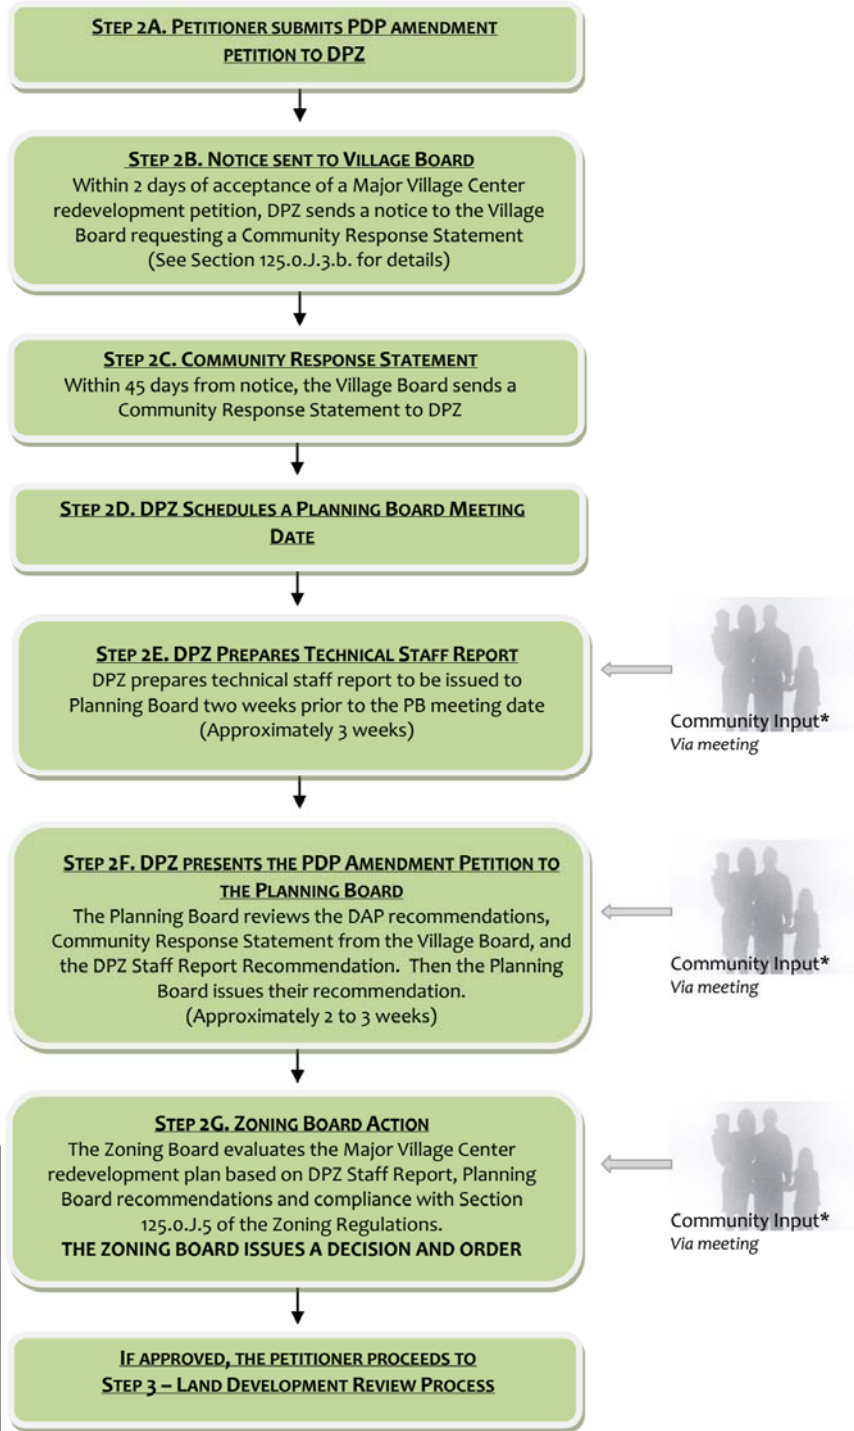 STEP 2A. PETITIONER SUBMITS PDP AMENDMENT
PETITION TO DPZ
STEP 2B. NOTICE SENT TO VILLAGE BOARD
Within 2 days of acceptance of a Major Village Center
redevelopment petition, DPZ sends a notice to the Village
Board requesting a Community Response Statement
(See Section 125.0.J.3.b. for details)
STEP 2C. COMMUNITY RESPONSE STATEMENT
Within 45 days from notice, the Village Board sends a
Community Response Statement to DPZ
STEP 2D. DPZ SCHEDULES A PLANNING BOARD MEETING
DATE
STEP 2E. DPZ PREPARES TECHNICAL STAFF REPORT
DPZ prepares technical staff report to be issued to
Planning Board two weeks prior to the PB meeting date
(Approximately 3 weeks)
Community Input*
Via meeting
STEP 2F. DPZ PRESENTS THE PDP AMENDMENT PETITION TO
THE PLANNING BOARD
The Planning Board reviews the DAP recommendations,
Community Response Statement from the Village Board, and
the DPZ Staff Report Recommendation. Then the Planning
Board issues their recommendation.
(Approximately 2 to 3 weeks)
Community Input*
Via meeting
STEP 2G. ZONING BOARD ACTION
The Zoning Board evaluates the Major Village Center
redevelopment plan based on DPZ Staff Report, Planning
Board recommendations and compliance with Section
125.0.J.5 of the Zoning Regulations.
THE ZONING BOARD ISSUES A DECISION AND ORDER
Community Input*
Via meeting
IF APPROVED, THE PETITIONER PROCEEDS TO
STEP 3 – LAND DEVELOPMENT REVIEW PROCESS